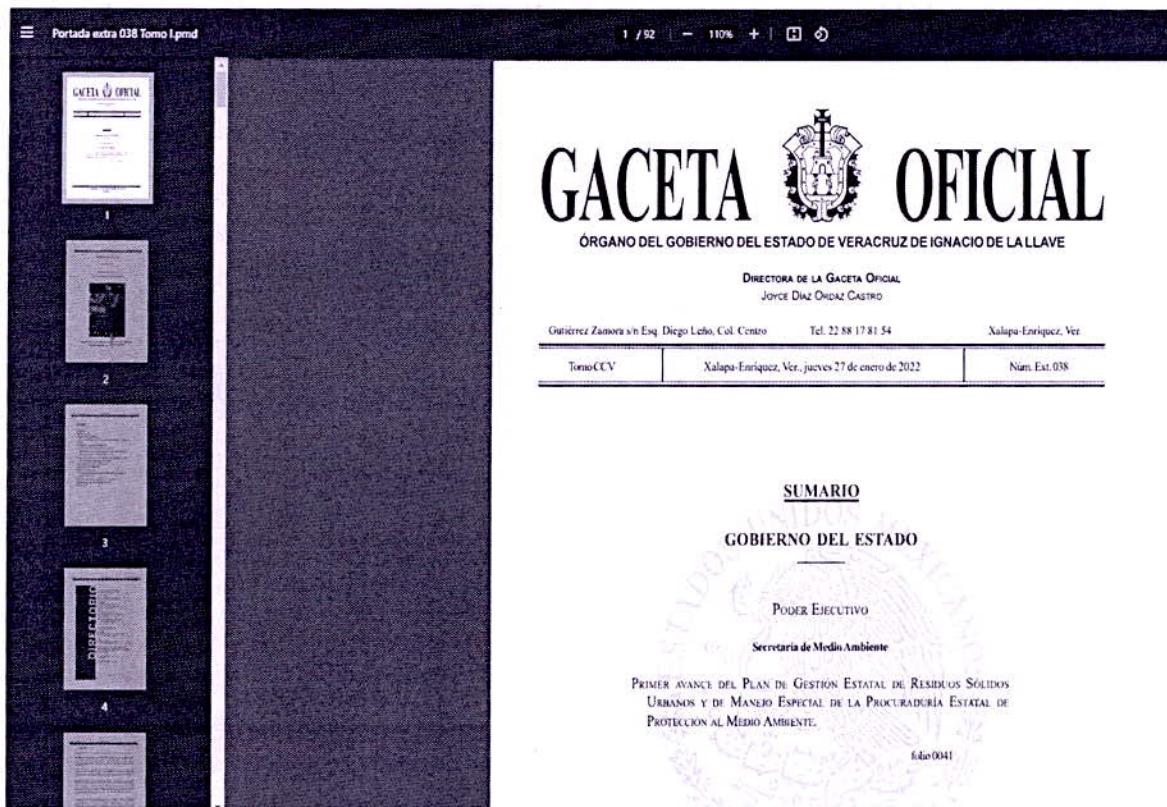 Portada extra 038 Tomo I.pmd
1 / 92 — 110% +
GACETA OFICIAL
1
2
3
DIRECTORIO
4
GACETA OFICIAL
ÓRGANO DEL GOBIERNO DEL ESTADO DE VERACRUZ DE IGNACIO DE LA LLAVE
DIRECTORA DE LA GACETA OFICIAL
JOYCE DÍAZ ORDAZ CASTRO
Gutiérrez Zamora s/n Esq. Diego Leño, Col. Centro Tel. 22 88 17 81 54 Xalapa-Enríquez, Ver.
Tomo CCV Xalapa-Enríquez, Ver., jueves 27 de enero de 2022 Núm. Ext. 038
SUMARIO
GOBIERNO DEL ESTADO
PODER EJECUTIVO
Secretaría de Medio Ambiente
PRIMER AVANCE DEL PLAN DE GESTIÓN ESTATAL DE RESIDUOS SÓLIDOS
URBANOS Y DE MANEJO ESPECIAL DE LA PROCURADURÍA ESTATAL DE
PROTECCIÓN AL MEDIO AMBIENTE.
folio 0041